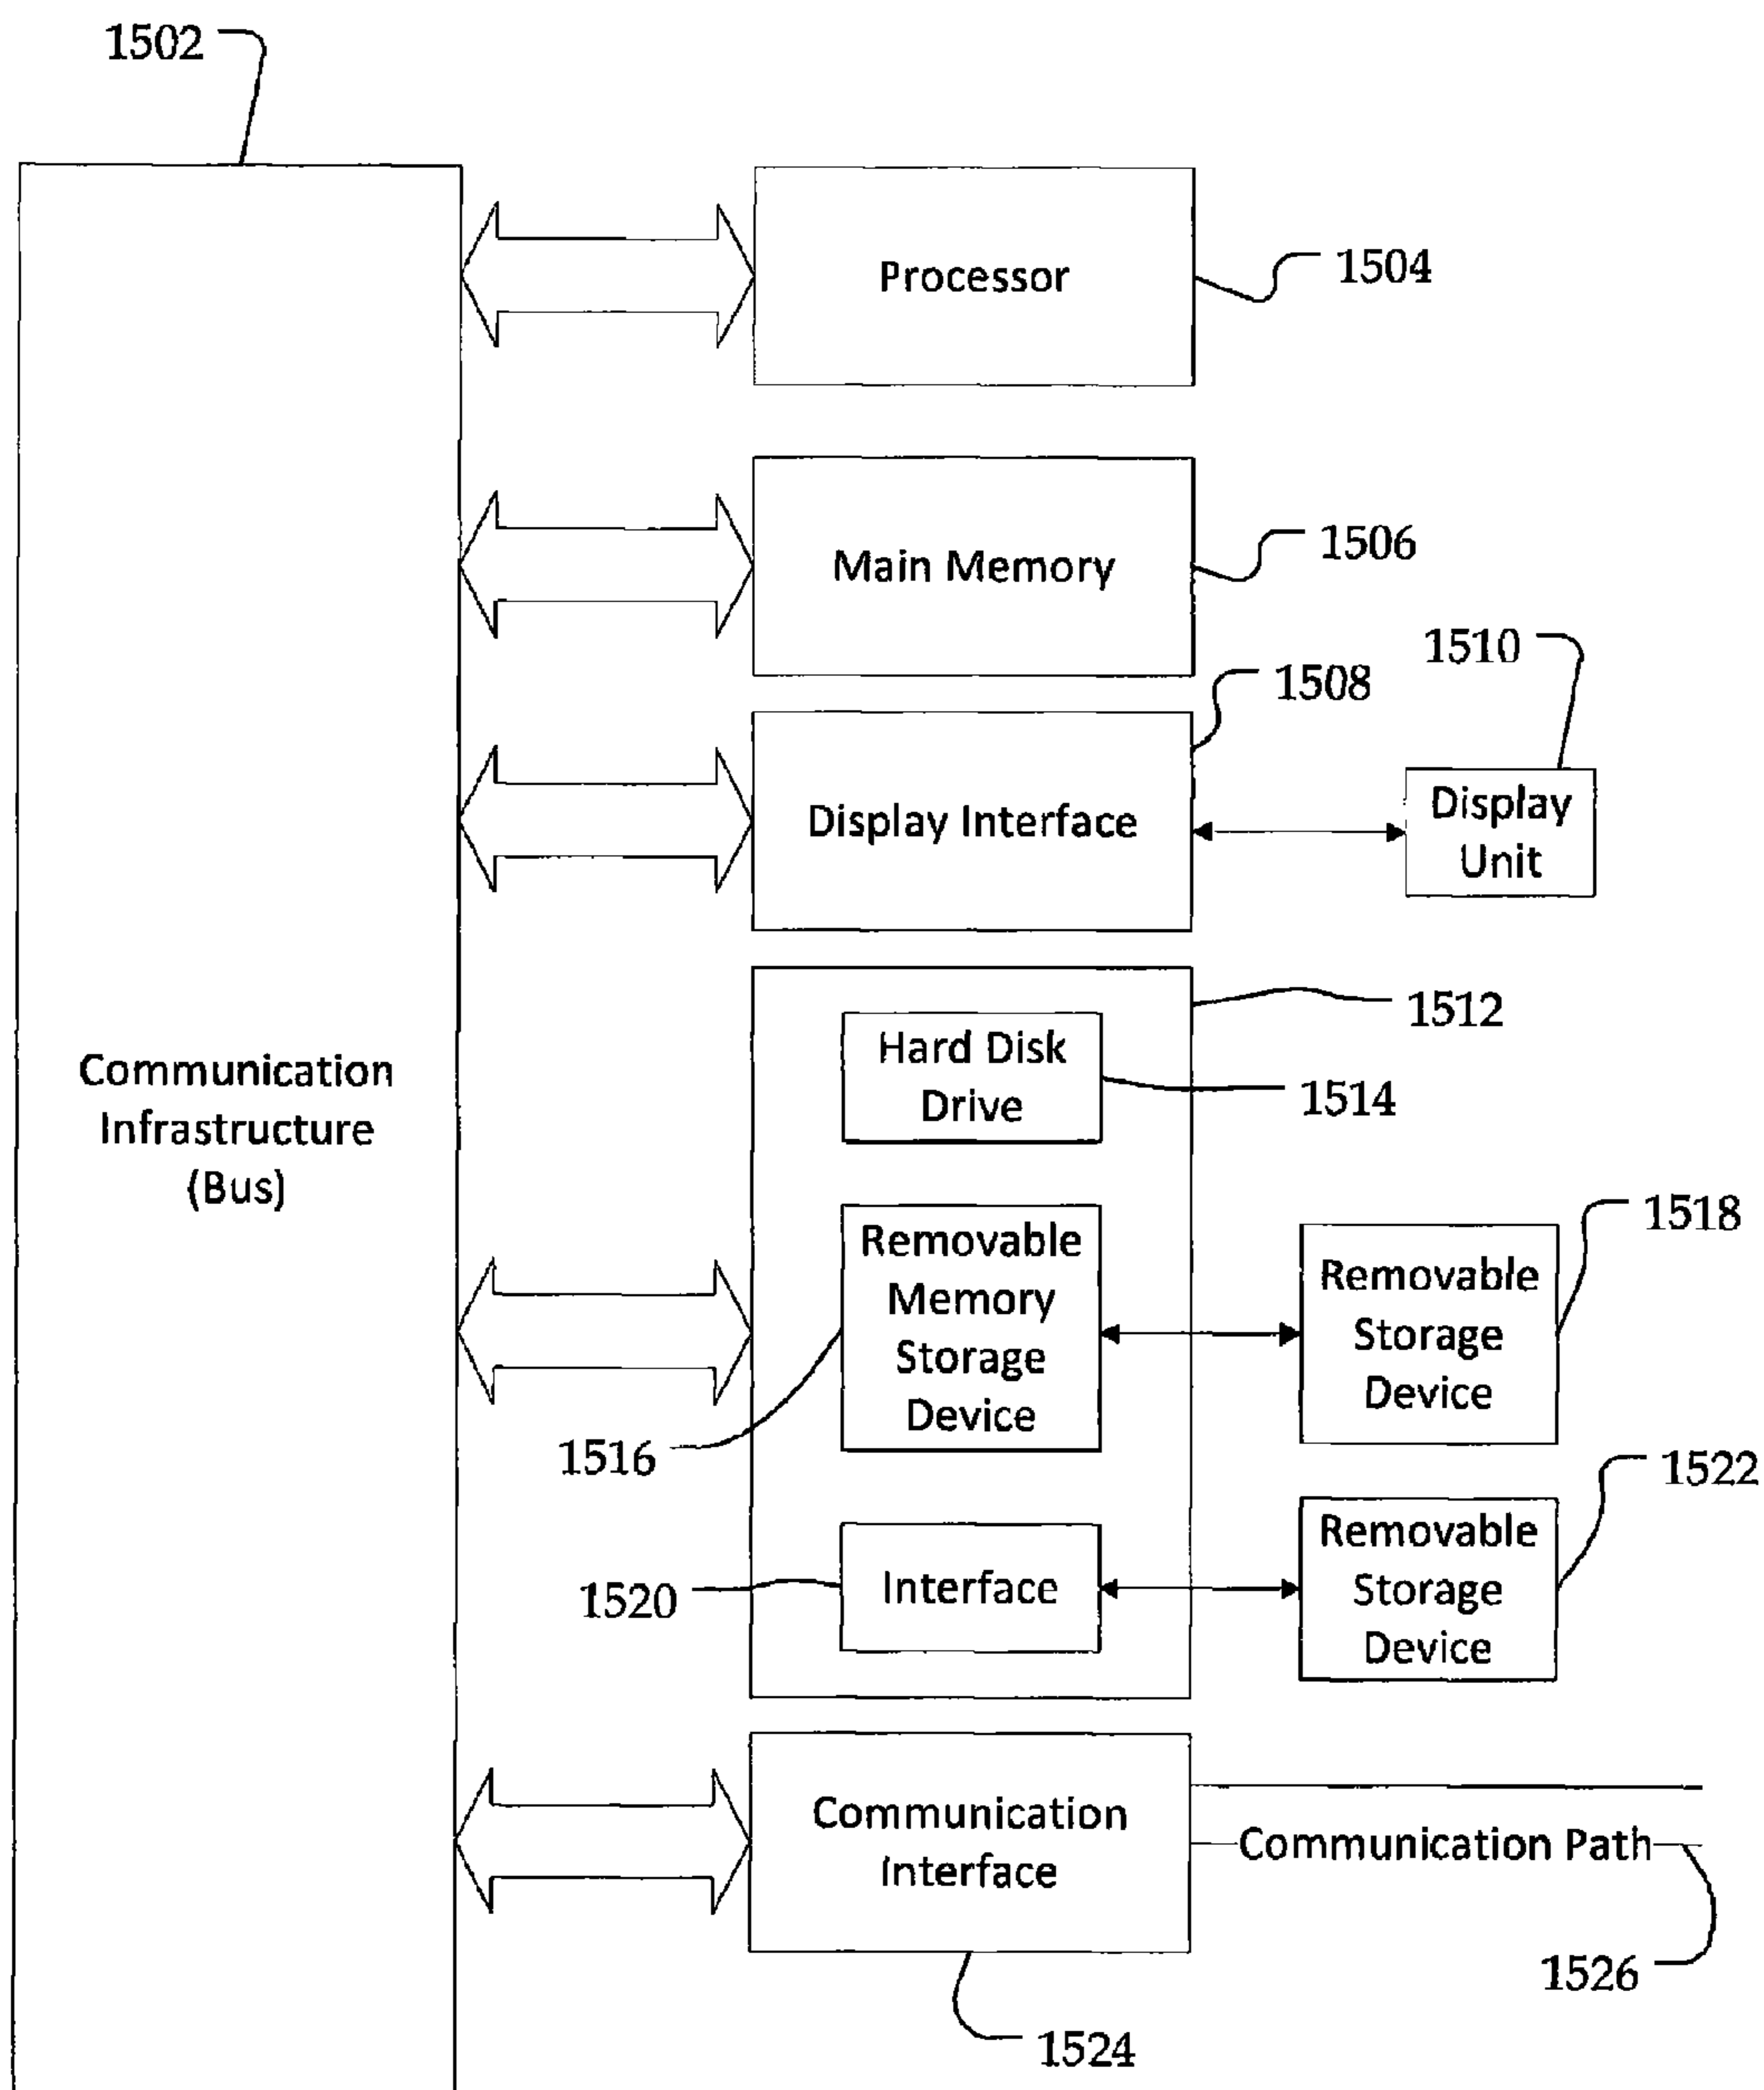 1502
Processor
1504
Main Memory
1506
1510
1508
Display Interface
Display
Unit
1512
Hard Disk
Drive
1514
Communication
Infrastructure
(Bus)
1518
Removable
Memory
Storage
Device
Removable
Storage
Device
1516
1522
Removable
Storage
Device
1520
Interface
Communication
Interface
Communication Path
1526
1524